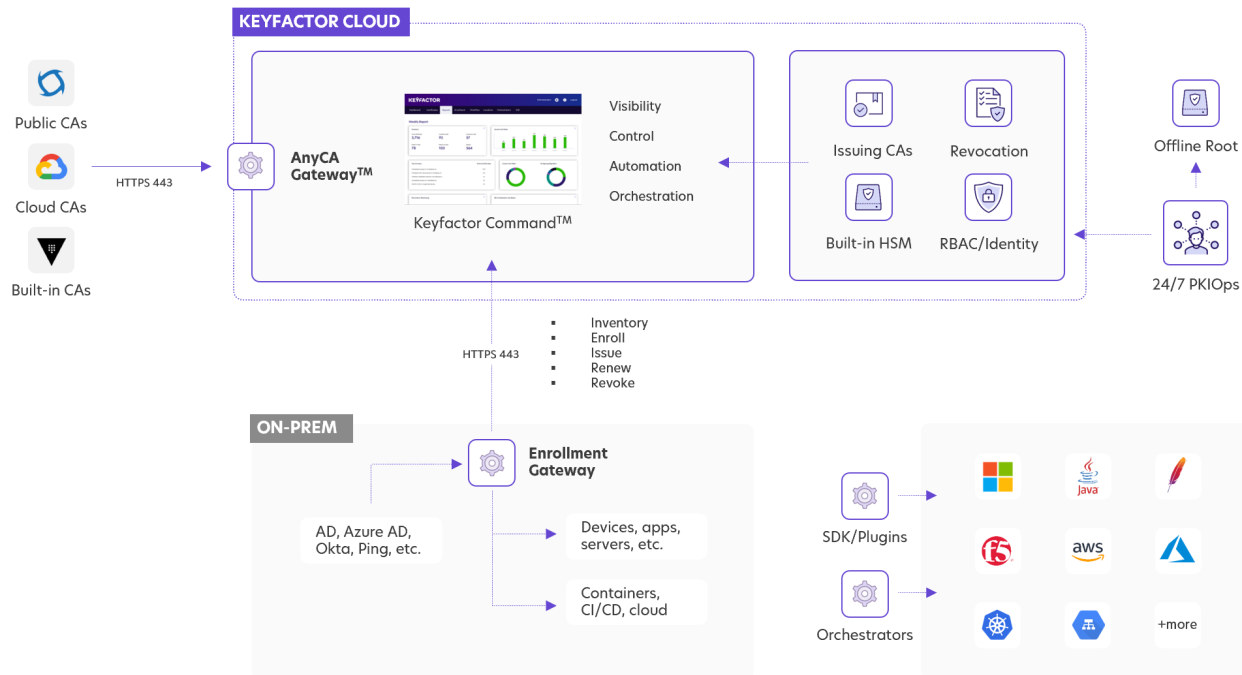 KEYFACTOR CLOUD
Public CAs
Cloud CAs
Built-in CAs
HTTPS 443
AnyCA
Gateway™
KEYFACTOR
Keyfactor Command™
Visibility
Control
Automation
Orchestration
Issuing CAs
Revocation
Built-in HSM
RBAC/Identity
Offline Root
24/7 PKIOps
HTTPS 443
▪ Inventory
▪ Enroll
▪ Issue
▪ Renew
▪ Revoke
ON-PREM
Enrollment
Gateway
AD, Azure AD,
Okta, Ping, etc.
Devices, apps,
servers, etc.
Containers,
CI/CD, cloud
SDK/Plugins
Orchestrators
Java
f5
aws
+more